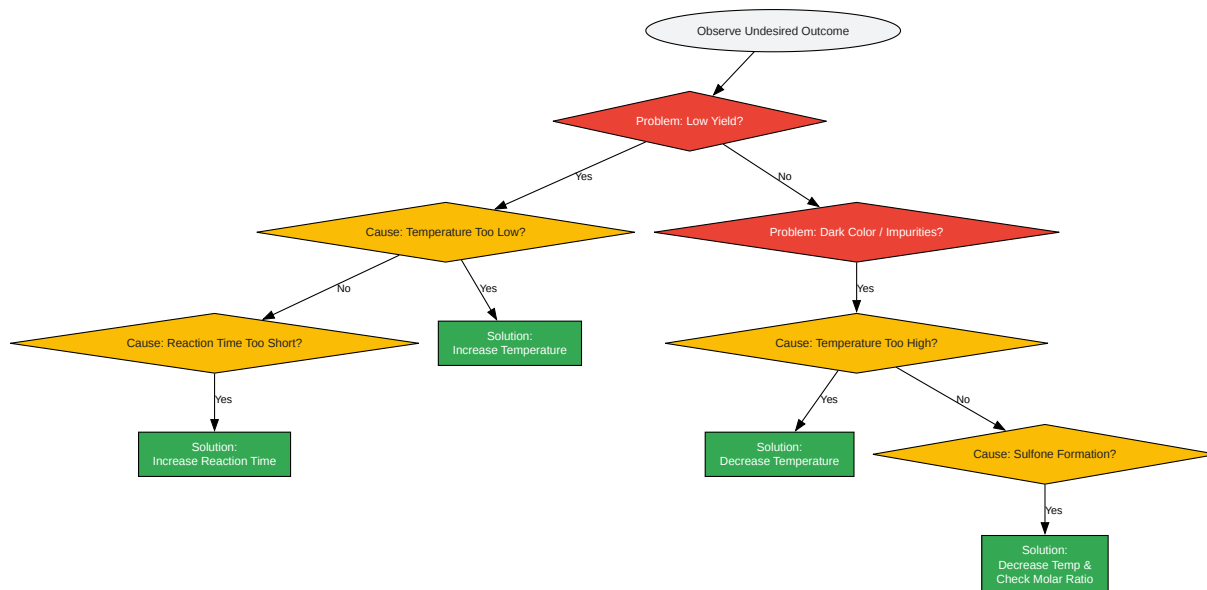 Observe Undesired Outcome
Problem: Low Yield?
Yes
No
Cause: Temperature Too Low?
Problem: Dark Color / Impurities?
No
Yes
Yes
Cause: Reaction Time Too Short?
Solution:
Increase Temperature
Cause: Temperature Too High?
Yes
Yes
No
Solution:
Increase Reaction Time
Solution:
Decrease Temperature
Cause: Sulfone Formation?
Yes
Solution:
Decrease Temp &
Check Molar Ratio